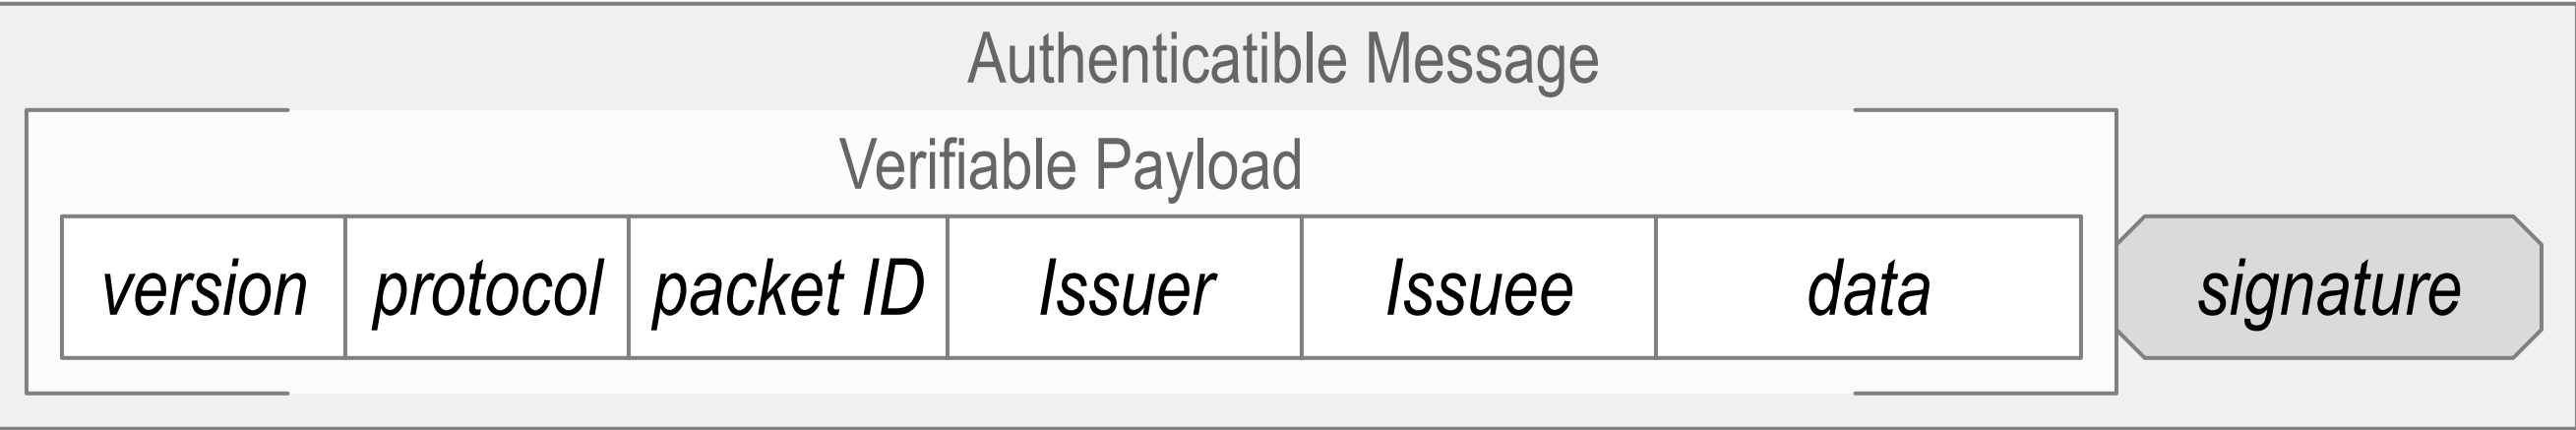 Authenticatible Message
Verifiable Payload
version protocol packet ID Issuer Issuee data signature